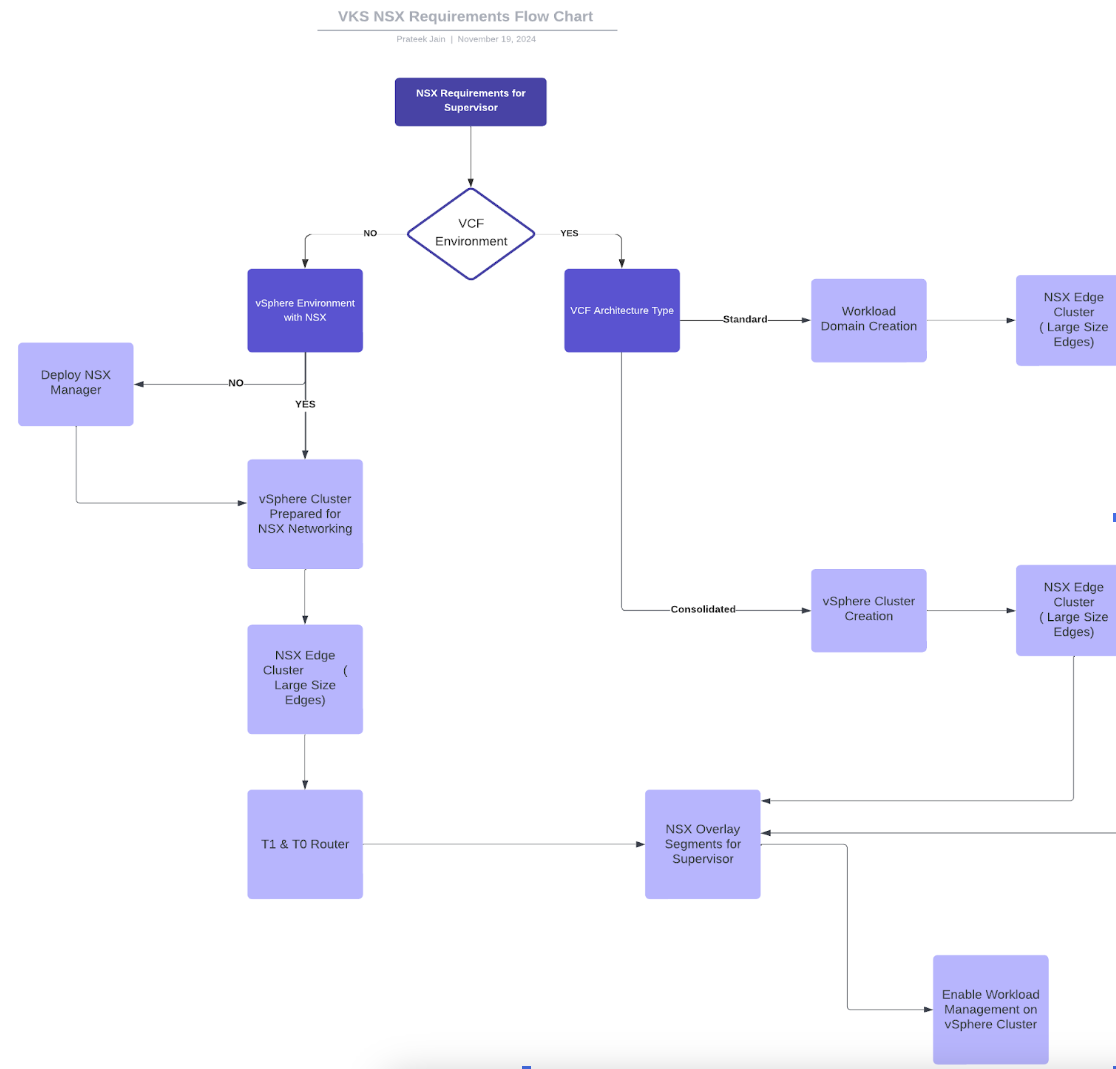 VKS NSX Requirements Flow Chart
Prateek Jain | November 19, 2024
NSX Requirements for
Supervisor
VCF
Environment
NO
YES
vSphere Environment
with NSX
VCF Architecture Type
Standard
Workload
Domain Creation
NSX Edge
Cluster
( Large Size
Edges)
Deploy NSX
Manager
NO
YES
vSphere Cluster
Prepared for
NSX Networking
Consolidated
vSphere Cluster
Creation
NSX Edge
Cluster
( Large Size
Edges)
NSX Edge
Cluster (
Large Size
Edges)
T1 & T0 Router
NSX Overlay
Segments for
Supervisor
Enable Workload
Management on
vSphere Cluster